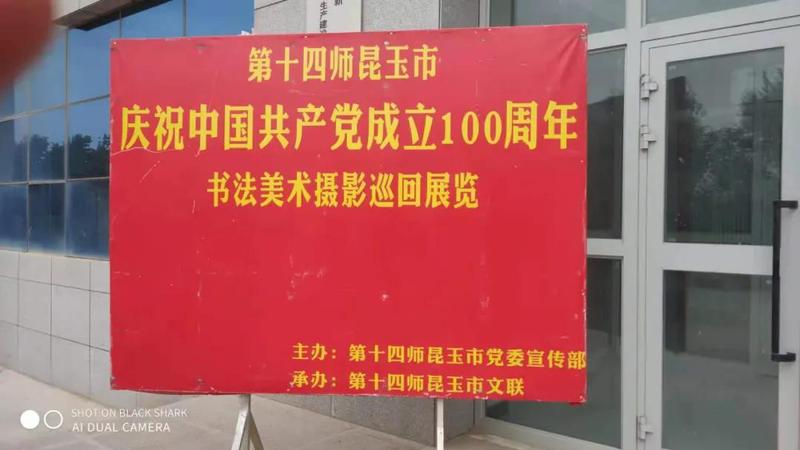 第十四师昆玉市
庆祝中国共产党成立100周年
书法美术摄影巡回展览
主办：第十四师昆玉市党委宣传部
承办：第十四师昆玉市文联
SHOT ON BLACK SHARK
AI DUAL CAMERA